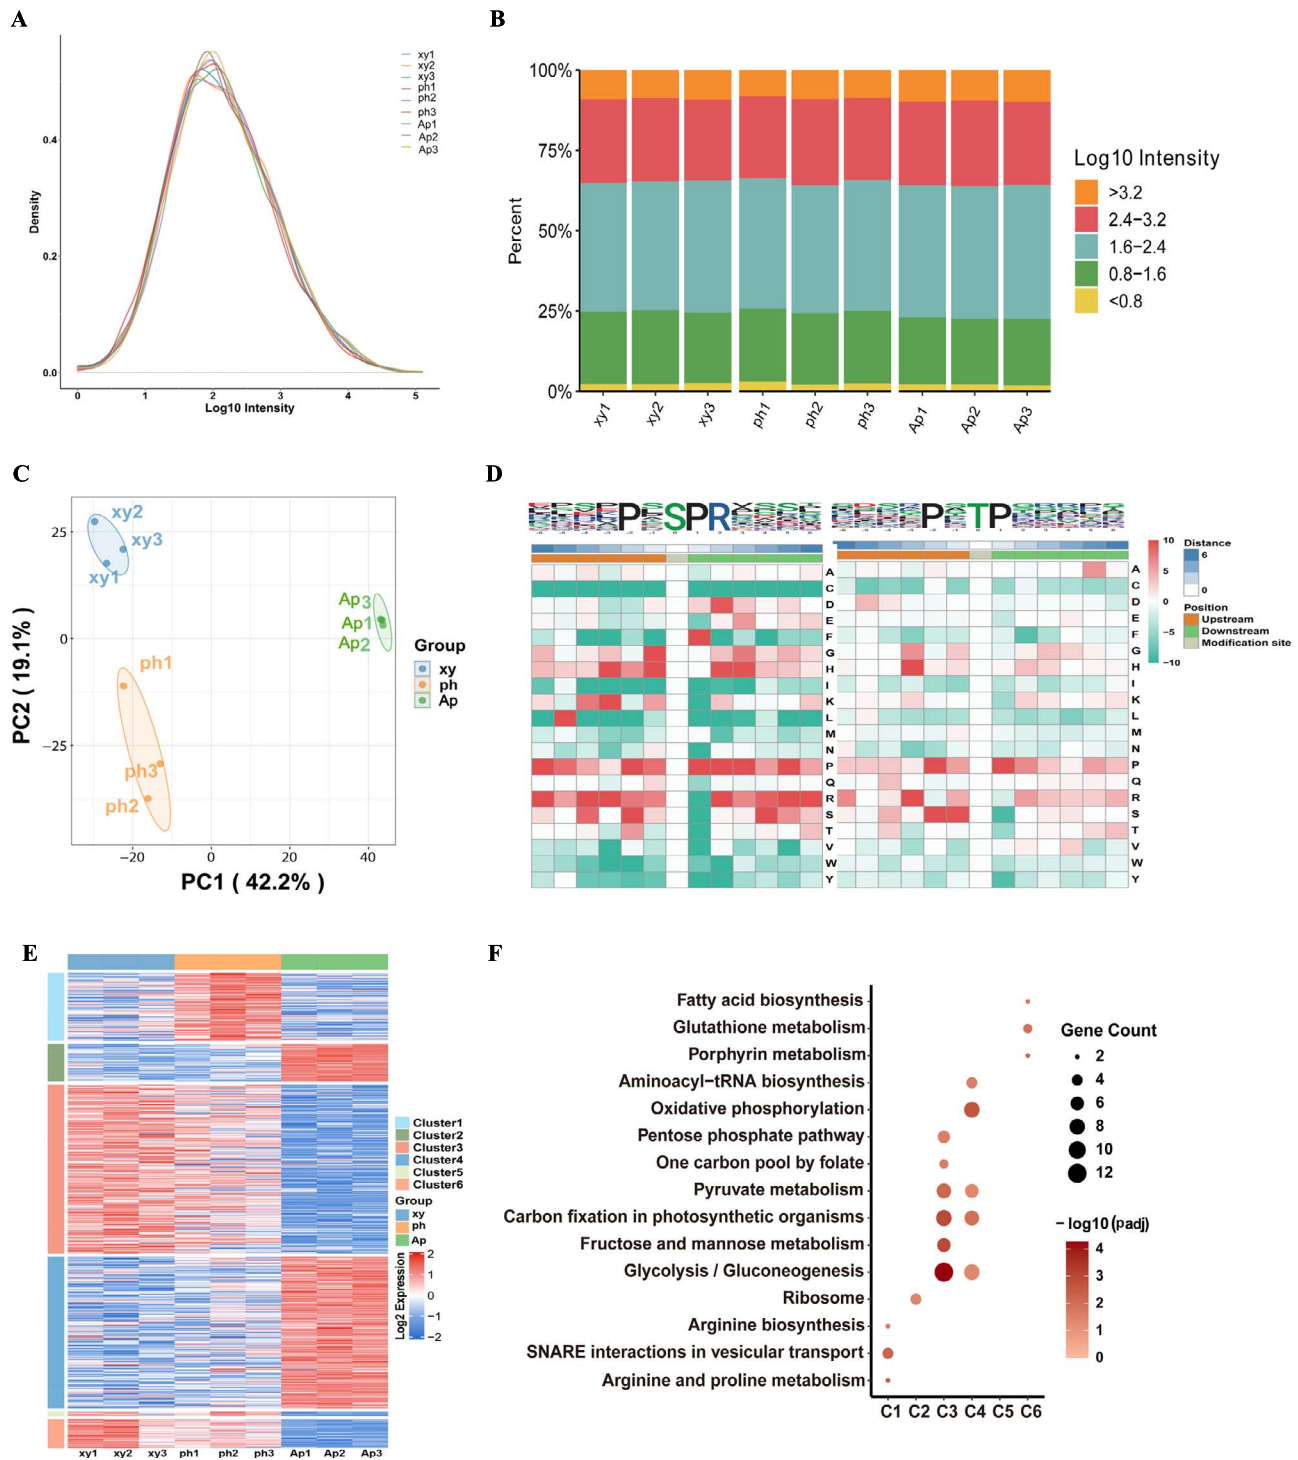 A
xy1
xy2
xy3
ph1
ph2
ph3
Ap1
Ap2
Ap3
0.4
0.2
0.0
Density
0 1 2 3 4 5
Log10 Intensity
B
100%
75%
50%
25%
0%
Percent
xy1 xy2 xy3 ph1 ph2 ph3 Ap1 Ap2 Ap3
Log10 Intensity
>3.2
2.4−3.2
1.6−2.4
0.8−1.6
<0.8
C
25
0
−25
PC2 ( 19.1% )
xy2
xy3
xy1
Ap3
Ap1
Ap2
ph1
ph3
ph2
−20 0 20 40
PC1 ( 42.2% )
Group
xy
ph
Ap
D
P SPR
P TP
A
C
D
E
F
G
H
I
K
L
M
N
P
Q
R
S
T
V
W
Y
A
C
D
E
F
G
H
I
K
L
M
N
P
Q
R
S
T
V
W
Y
10
5
0
−5
−10
Distance
6
0
Position
Upstream
Downstream
Modification site
E
Cluster1
Cluster2
Cluster3
Cluster4
Cluster5
Cluster6
Group
xy
ph
Ap
Log2 Expression
2
1
0
−1
−2
xy1 xy2 xy3 ph1 ph2 ph3 Ap1 Ap2 Ap3
F
Fatty acid biosynthesis
Glutathione metabolism
Porphyrin metabolism
Aminoacyl−tRNA biosynthesis
Oxidative phosphorylation
Pentose phosphate pathway
One carbon pool by folate
Pyruvate metabolism
Carbon fixation in photosynthetic organisms
Fructose and mannose metabolism
Glycolysis / Gluconeogenesis
Ribosome
Arginine biosynthesis
SNARE interactions in vesicular transport
Arginine and proline metabolism
C1 C2 C3 C4 C5 C6
Gene Count
2
4
6
8
10
12
−log10 (padj)
4
3
2
1
0